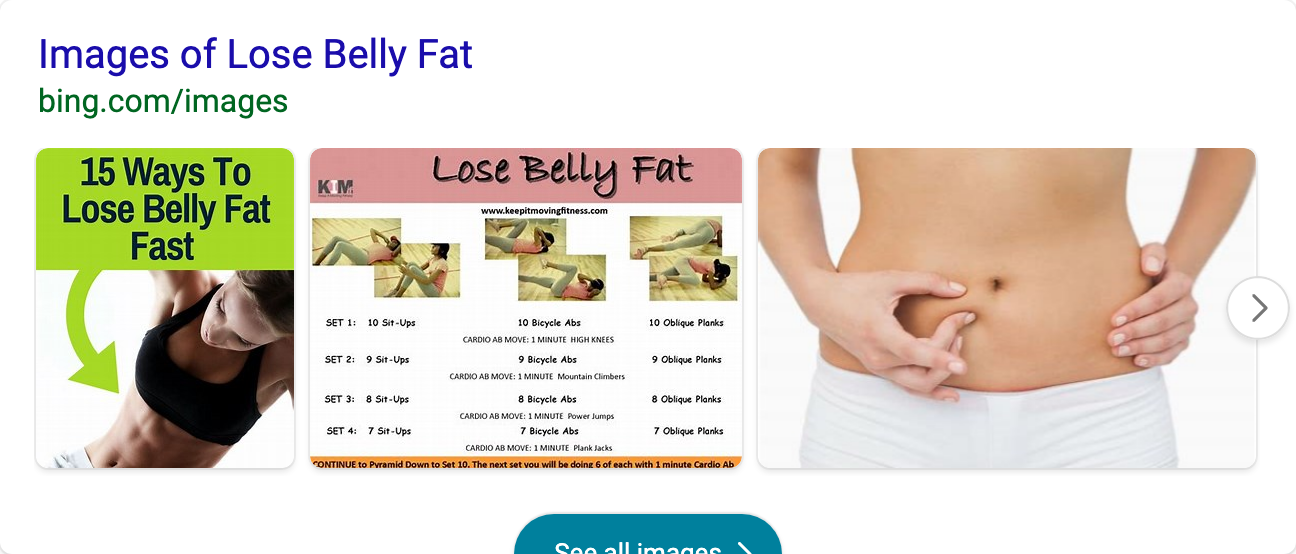 Images of Lose Belly Fat
bing.com/images
15 Ways To
Lose Belly Fat
Fast
KIM
Lose Belly Fat
www.keepitmovingfitness.com
SET 1: 10 Sit-Ups 10 Bicycle Abs 10 Oblique Planks
CARDIO AB MOVE: 1 MINUTE HIGH KNEES
SET 2: 9 Sit-Ups 9 Bicycle Abs 9 Oblique Planks
CARDIO AB MOVE: 1 MINUTE Mountain Climbers
SET 3: 8 Sit-Ups 8 Bicycle Abs 8 Oblique Planks
CARDIO AB MOVE: 1 MINUTE Power Jumps
SET 4: 7 Sit-Ups 7 Bicycle Abs 7 Oblique Planks
CARDIO AB MOVE: 1 MINUTE Plank Jacks
CONTINUE to Pyramid Down to Set 10. The next set you will be doing 6 of each with 1 minute Cardio Ab
See all images